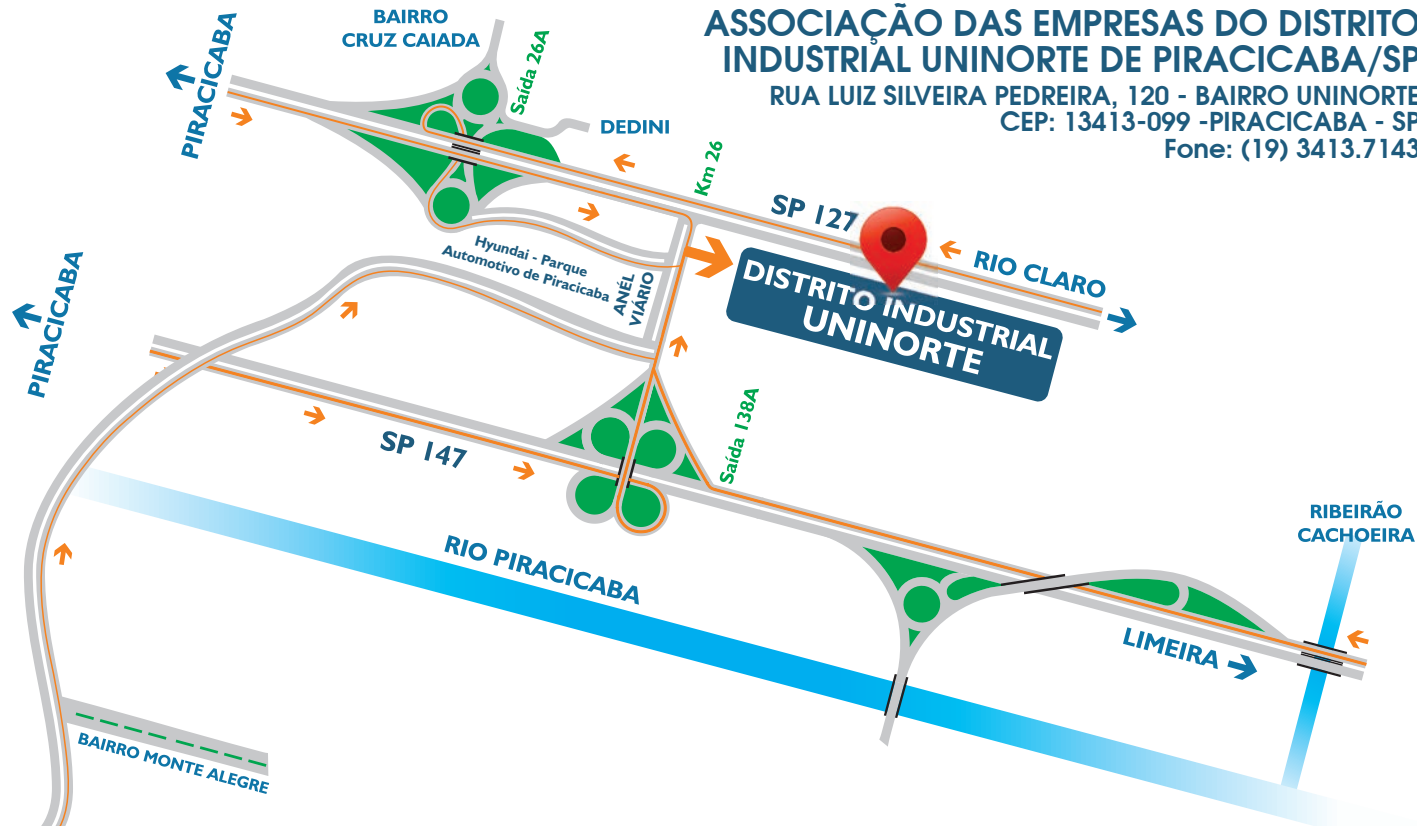 ASSOCIAÇÃO DAS EMPRESAS DO DISTRITO
INDUSTRIAL UNINORTE DE PIRACICABA/SP
RUA LUIZ SILVEIRA PEDREIRA, 120 - BAIRRO UNINORTE
CEP: 13413-099 -PIRACICABA - SP
Fone: (19) 3413.7143
BAIRRO
CRUZ CAIADA
PIRACICABA
Saída 26A
DEDINI
Km 26
SP 127
RIO CLARO
Hyundai - Parque
Automotivo de Piracicaba
ANÉL
VIÁRIO
DISTRITO INDUSTRIAL
UNINORTE
PIRACICABA
SP 147
Saída 138A
RIO PIRACICABA
RIBEIRÃO
CACHOEIRA
LIMEIRA
BAIRRO MONTE ALEGRE